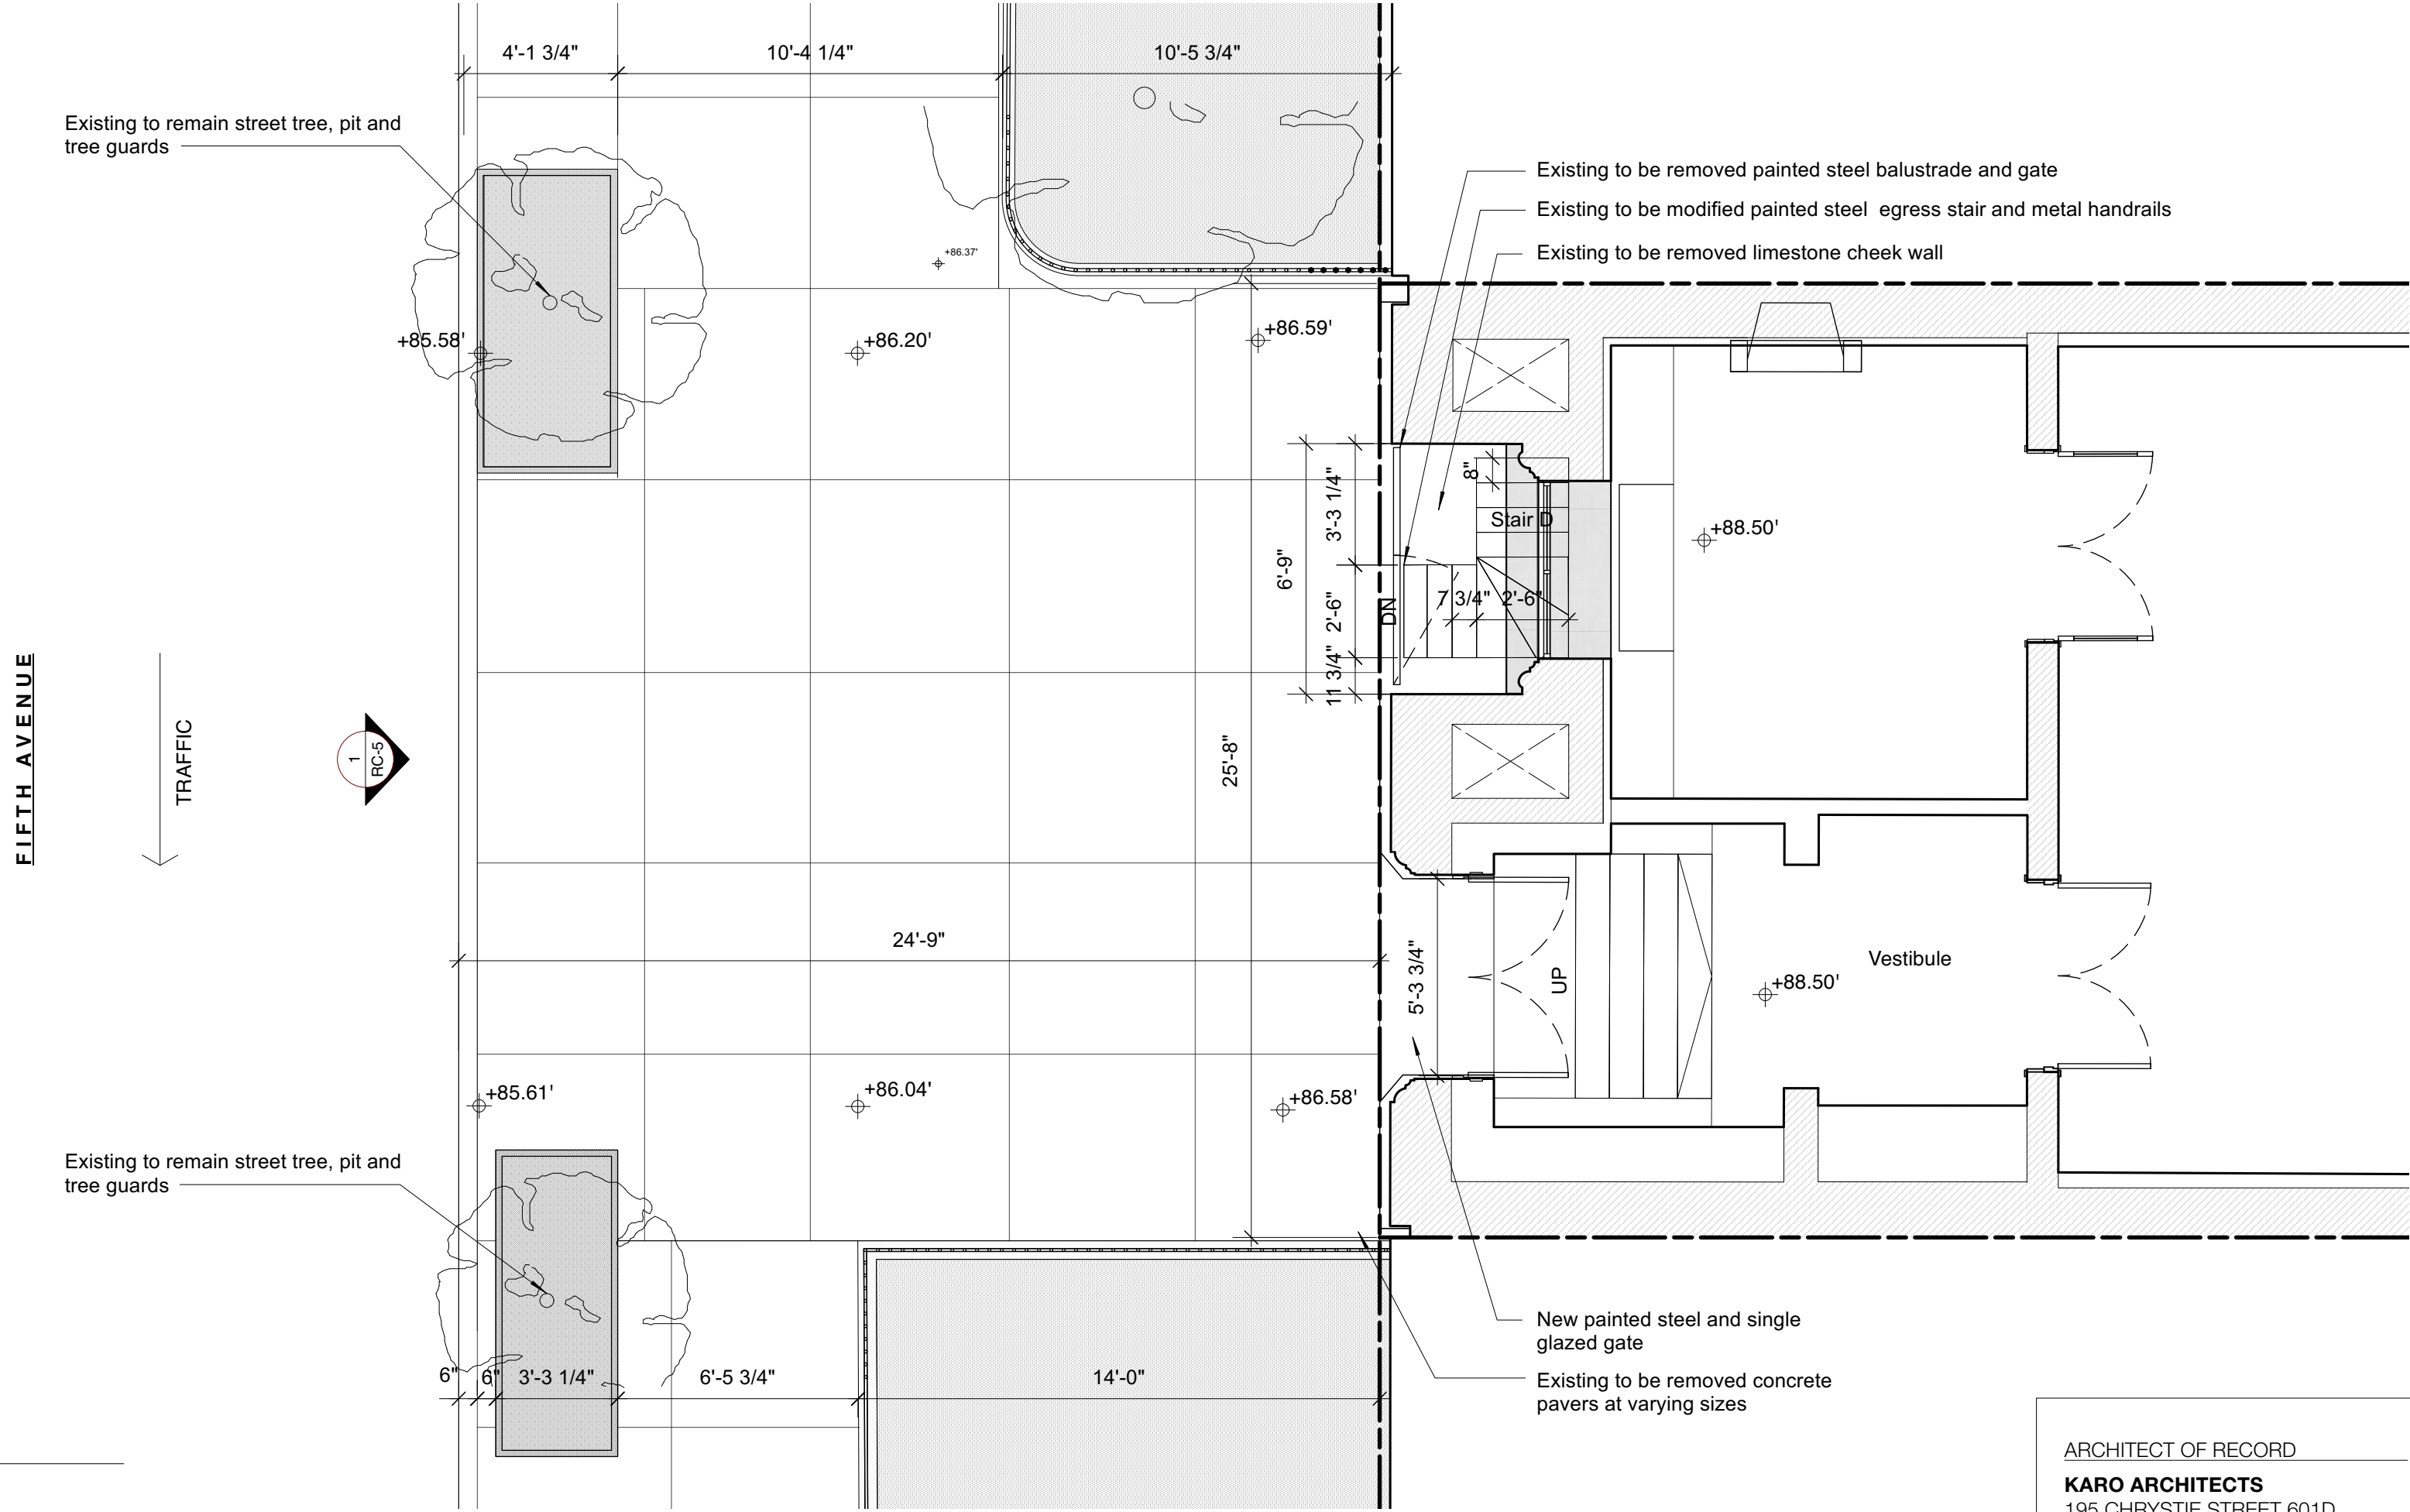 4'-1 3/4"
10'-4 1/4"
10'-5 3/4"
Existing to remain street tree, pit and
tree guards
Existing to be removed painted steel balustrade and gate
Existing to be modified painted steel egress stair and metal handrails
Existing to be removed limestone cheek wall
+86.37'
+85.58'
+86.20'
+86.59'
8"
3'-3 1/4"
Stair D
+88.50'
6'-9"
2'-6"
DN
7 3/4"
2'-6"
11 3/4"
FIFTH AVENUE
TRAFFIC
1
RC-5
25'-8"
24'-9"
5'-3 3/4"
UP
Vestibule
+88.50'
+85.61'
+86.04'
+86.58'
Existing to remain street tree, pit and
tree guards
New painted steel and single
glazed gate
6"
6"
3'-3 1/4"
6'-5 3/4"
14'-0"
Existing to be removed concrete
pavers at varying sizes
ARCHITECT OF RECORD
KARO ARCHITECTS
195 CHRYSTIE STREET 601D